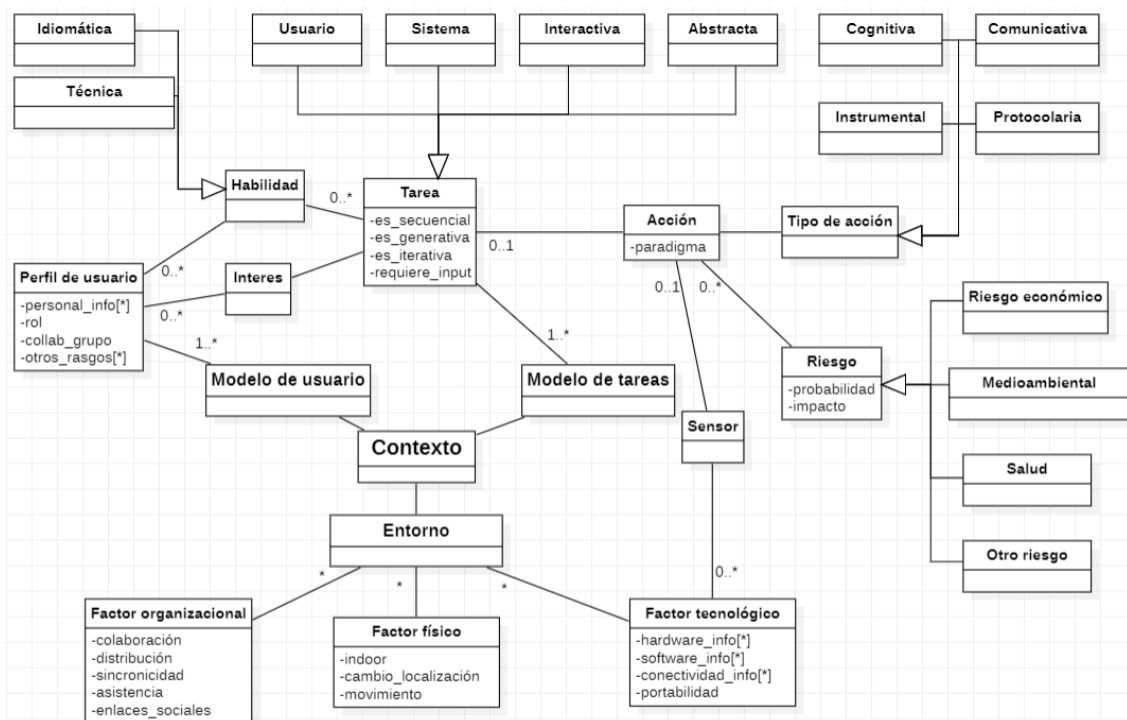 Idiomática
Usuario
Sistema
Interactiva
Abstracta
Cognitiva
Comunicativa
Técnica
Instrumental
Protocolaria
Habilidad
0..*
Tarea
-es_secuencial
-es_generativa
-es_iterativa
-requiere_input
0..1
Acción
-paradigma
Tipo de acción
0..1
0..*
Perfil de usuario
-personal_info[*]
-rol
-collab_grupo
-otros_rasgos[*]
0..*
Interes
0..*
1..*
1..*
Riesgo económico
Riesgo
-probabilidad
-impacto
Medioambiental
Modelo de usuario
Modelo de tareas
Sensor
Contexto
Salud
Entorno
Otro riesgo
*
*
*
0..*
Factor organizacional
-colaboración
-distribución
-sincronicidad
-asistencia
-enlaces_sociales
Factor físico
-indoor
-cambio_localización
-movimiento
Factor tecnológico
-hardware_info[*]
-software_info[*]
-conectividad_info[*]
-portabilidad